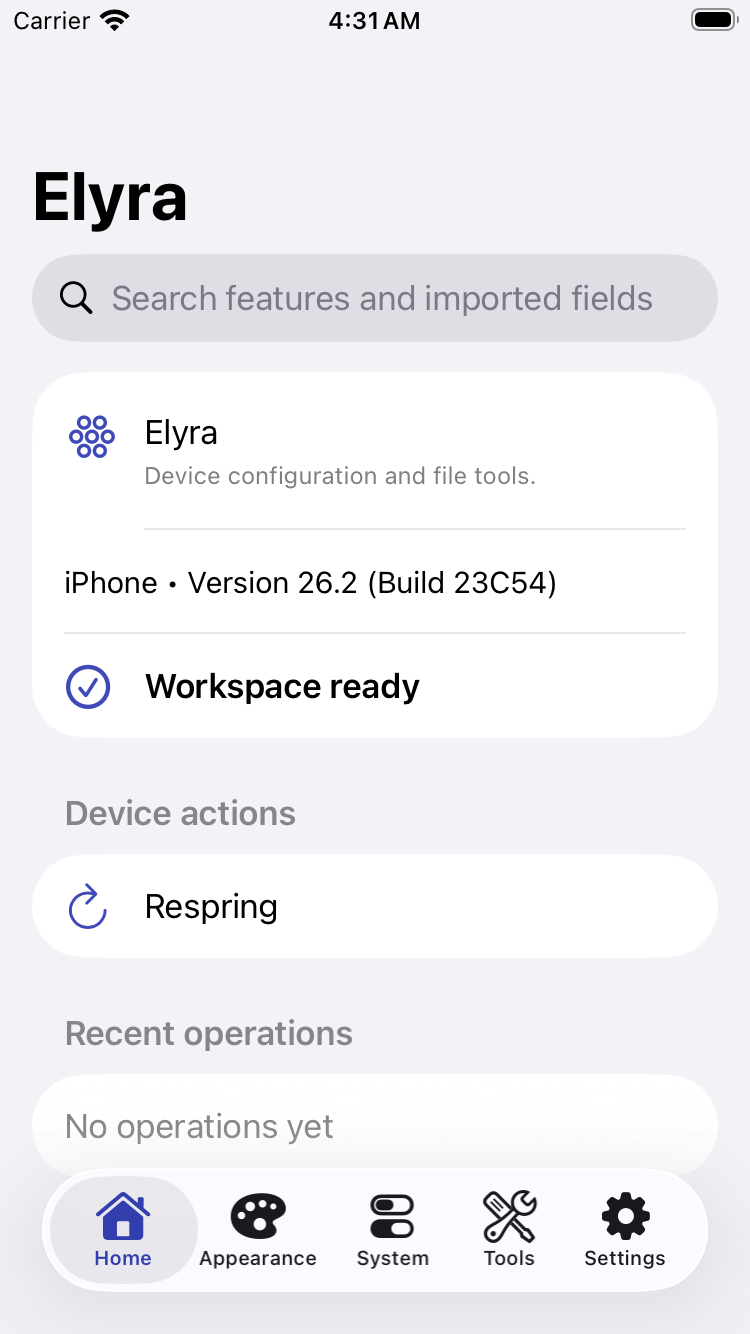 Carrier 4:31 AM
Elyra
Search features and imported fields
Elyra
Device configuration and file tools.
iPhone • Version 26.2 (Build 23C54)
Workspace ready
Device actions
Respring
Recent operations
No operations yet
Home Appearance System Tools Settings